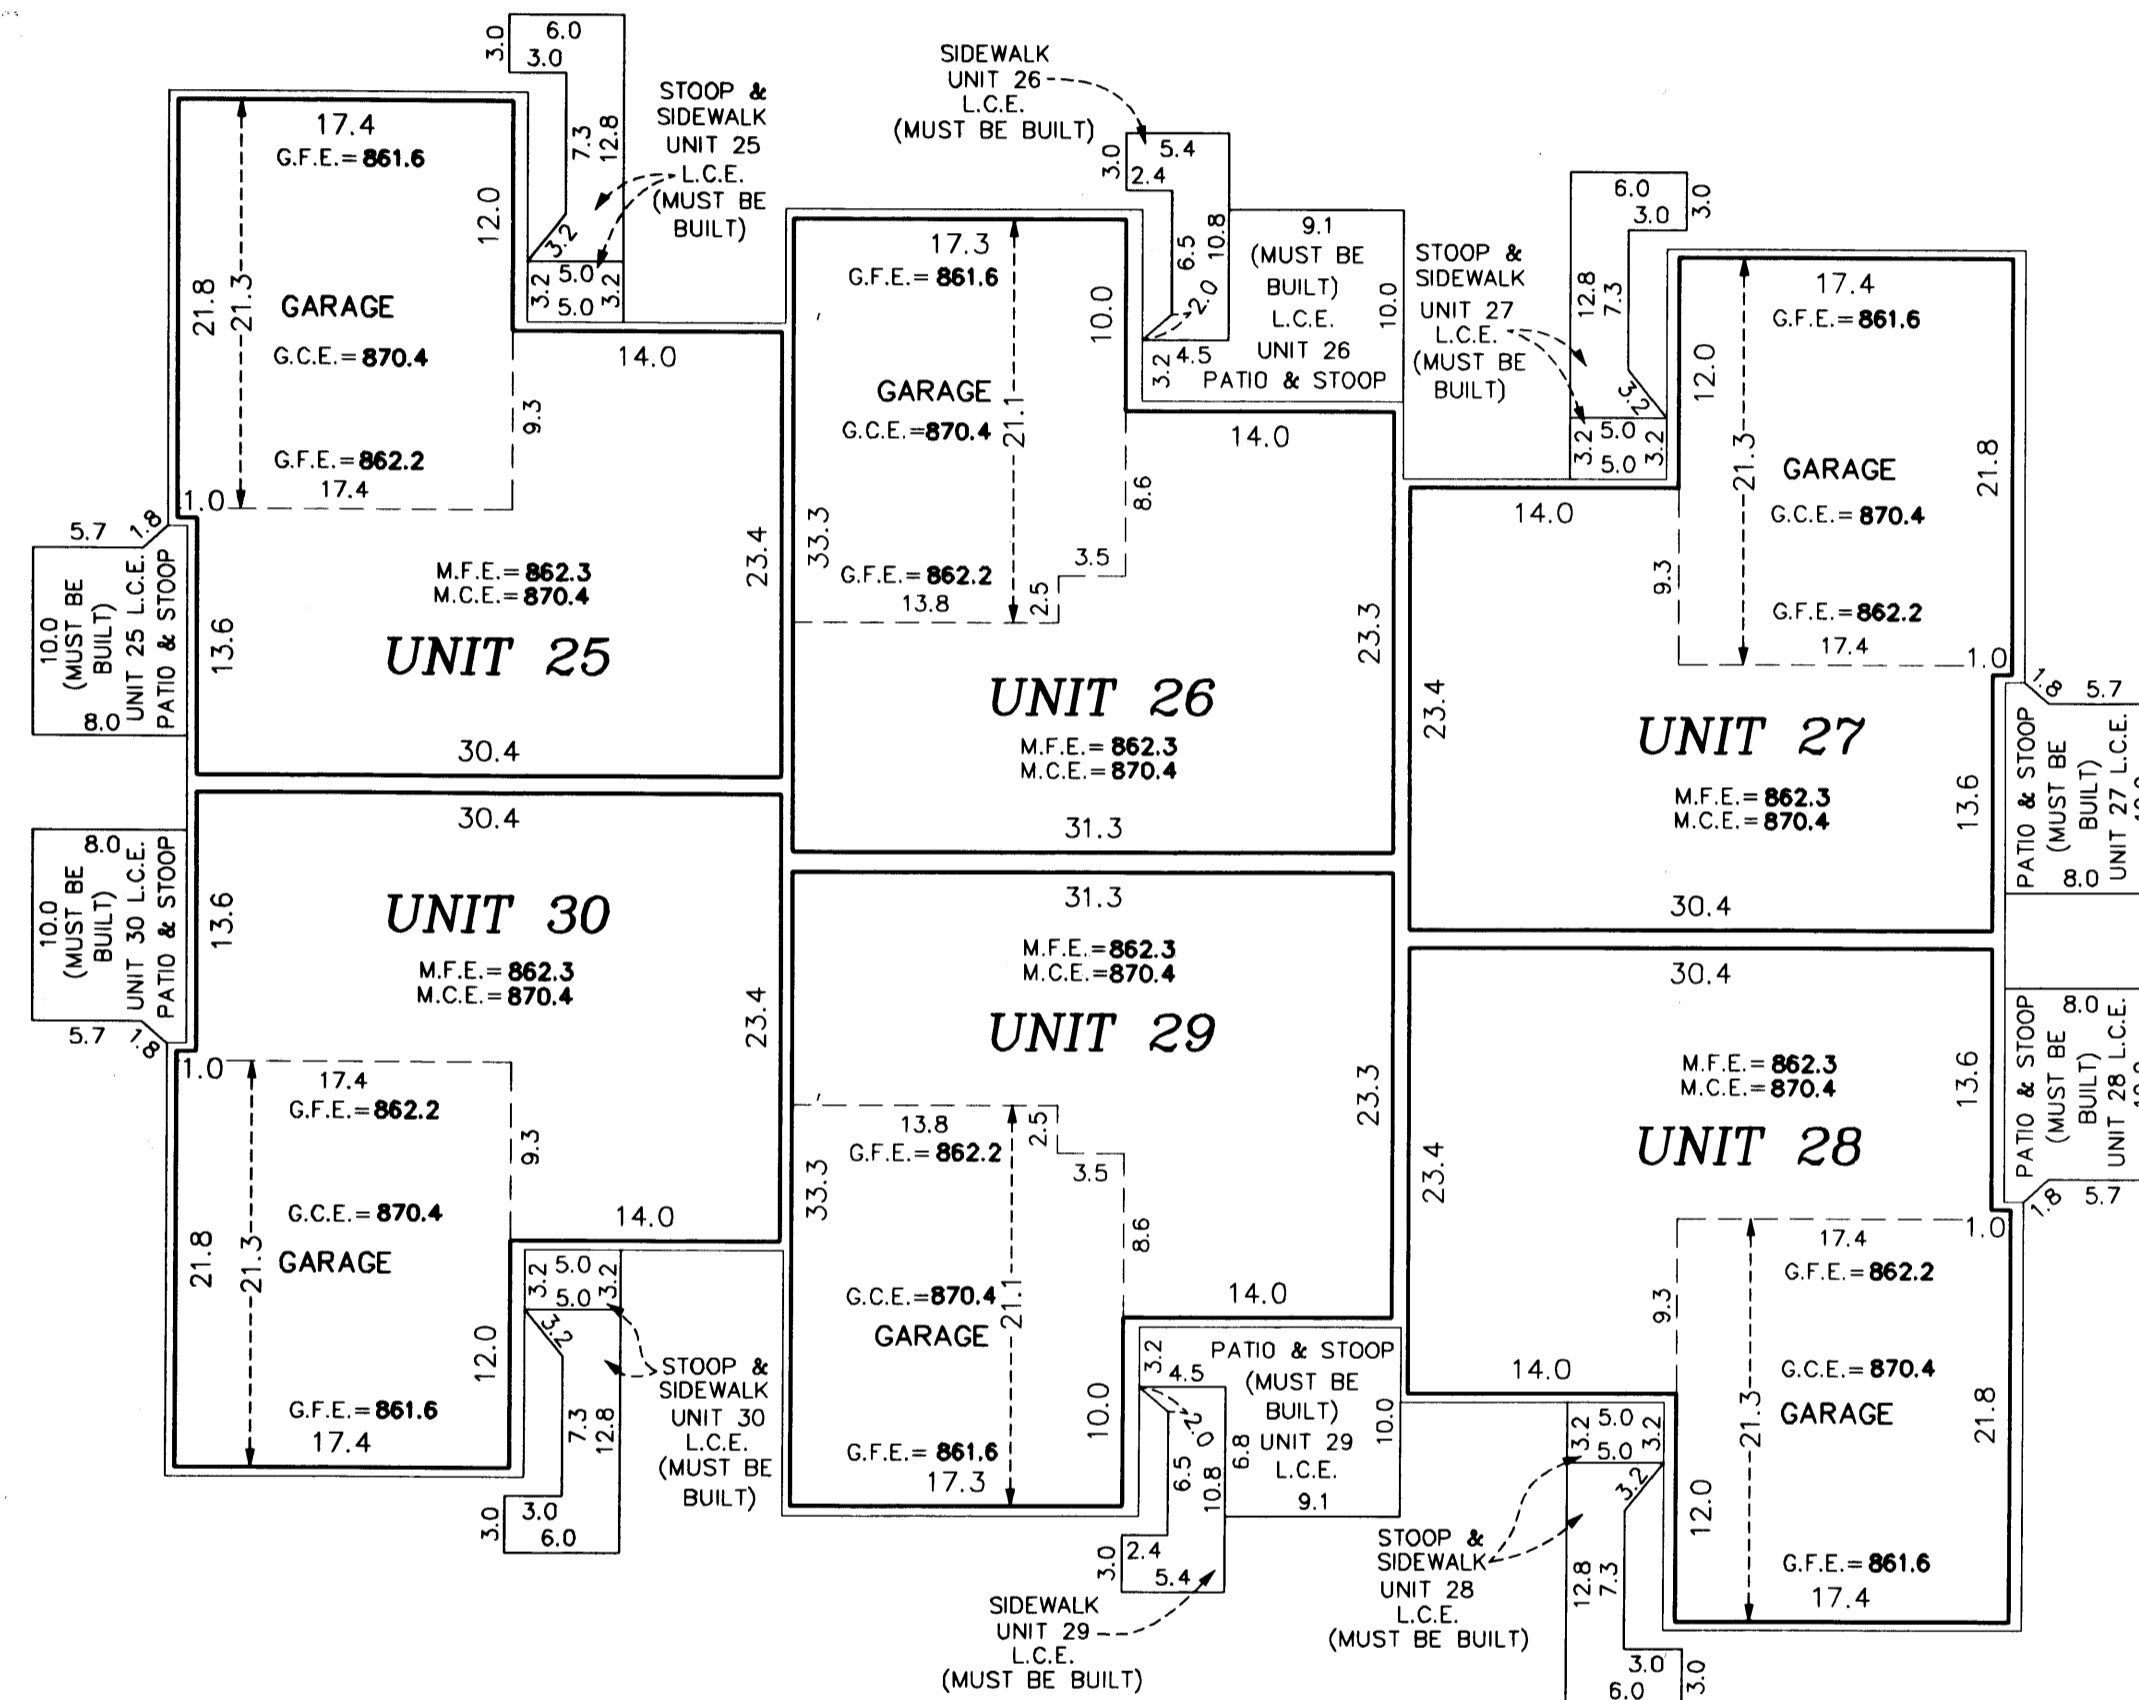 6.0
3.0
3.0
7.3
12.8
3.2
5.0
3.2
3.2
5.0
STOOP &
SIDEWALK
UNIT 25
L.C.E.
(MUST BE
BUILT)
17.4
G.F.E.= 861.6
12.0
21.8
21.3
GARAGE
G.C.E.= 870.4
14.0
9.3
G.F.E.= 862.2
17.4
1.0
5.7
1.8
10.0
(MUST BE
BUILT)
8.0
UNIT 25 L.C.E.
PATIO & STOOP
13.6
M.F.E.= 862.3
M.C.E.= 870.4
23.4
UNIT 25
30.4
SIDEWALK
UNIT 26
L.C.E.
(MUST BE BUILT)
5.4
3.0
2.4
6.5
10.8
2.0
3.2
4.5
9.1
(MUST BE
BUILT)
10.0
L.C.E.
UNIT 26
PATIO & STOOP
17.3
G.F.E.= 861.6
10.0
GARAGE
G.C.E.=870.4
21.1
14.0
8.6
33.3
3.5
G.F.E.= 862.2
13.8
2.5
23.3
UNIT 26
M.F.E.= 862.3
M.C.E.= 870.4
31.3
6.0
3.0
3.0
STOOP &
SIDEWALK
UNIT 27
L.C.E.
(MUST BE
BUILT)
12.8
7.3
3.2
5.0
3.2
3.2
5.0
17.4
G.F.E.= 861.6
12.0
21.3
GARAGE
21.8
G.C.E.= 870.4
14.0
9.3
G.F.E.= 862.2
17.4
1.0
1.8
5.7
23.4
UNIT 27
M.F.E.= 862.3
M.C.E.= 870.4
13.6
PATIO & STOOP
(MUST BE
BUILT)
8.0
UNIT 27 L.C.E.
30.4
30.4
8.0
10.0
(MUST BE
BUILT)
UNIT 30 L.C.E.
PATIO & STOOP
13.6
UNIT 30
M.F.E.= 862.3
M.C.E.= 870.4
23.4
5.7
1.8
1.0
17.4
G.F.E.= 862.2
9.3
G.C.E.= 870.4
21.8
21.3
GARAGE
14.0
12.0
G.F.E.= 861.6
17.4
5.0
3.2
3.2
5.0
3.2
7.3
12.8
3.0
3.0
6.0
STOOP &
SIDEWALK
UNIT 30
L.C.E.
(MUST BE
BUILT)
31.3
M.F.E.= 862.3
M.C.E.=870.4
UNIT 29
23.3
13.8
2.5
G.F.E.= 862.2
3.5
33.3
8.6
G.C.E.=870.4
21.1
14.0
GARAGE
10.0
G.F.E.= 861.6
17.3
3.2
4.5
2.0
PATIO & STOOP
(MUST BE
BUILT)
UNIT 29
L.C.E.
9.1
10.0
6.8
6.5
10.8
3.0
2.4
5.4
SIDEWALK
UNIT 29
L.C.E.
(MUST BE BUILT)
30.4
M.F.E.= 862.3
M.C.E.= 870.4
13.6
UNIT 28
23.4
PATIO & STOOP
(MUST BE
8.0
BUILT)
UNIT 28 L.C.E.
1.8
5.7
1.0
17.4
G.F.E.= 862.2
9.3
14.0
G.C.E.= 870.4
21.3
GARAGE
21.8
12.0
G.F.E.= 861.6
17.4
3.2
5.0
3.2
5.0
3.2
STOOP &
SIDEWALK
UNIT 28
L.C.E.
(MUST BE BUILT)
12.8
7.3
3.0
3.0
6.0